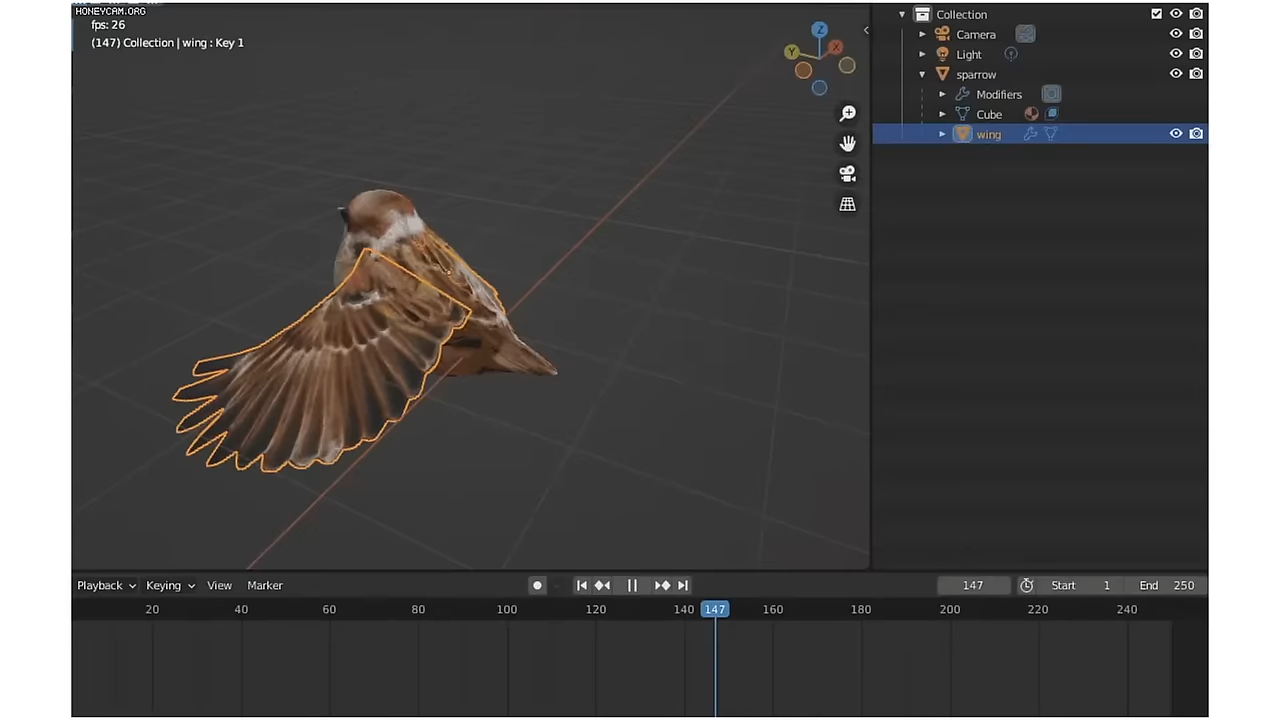 HONEYCAM.ORG
fps: 26
(147) Collection | wing : Key 1
Z
X
Y
Collection
Camera
Light
sparrow
Modifiers
Cube
wing
Playback Keying View Marker 147 Start 1 End 250
20 40 60 80 100 120 140 147 160 180 200 220 240